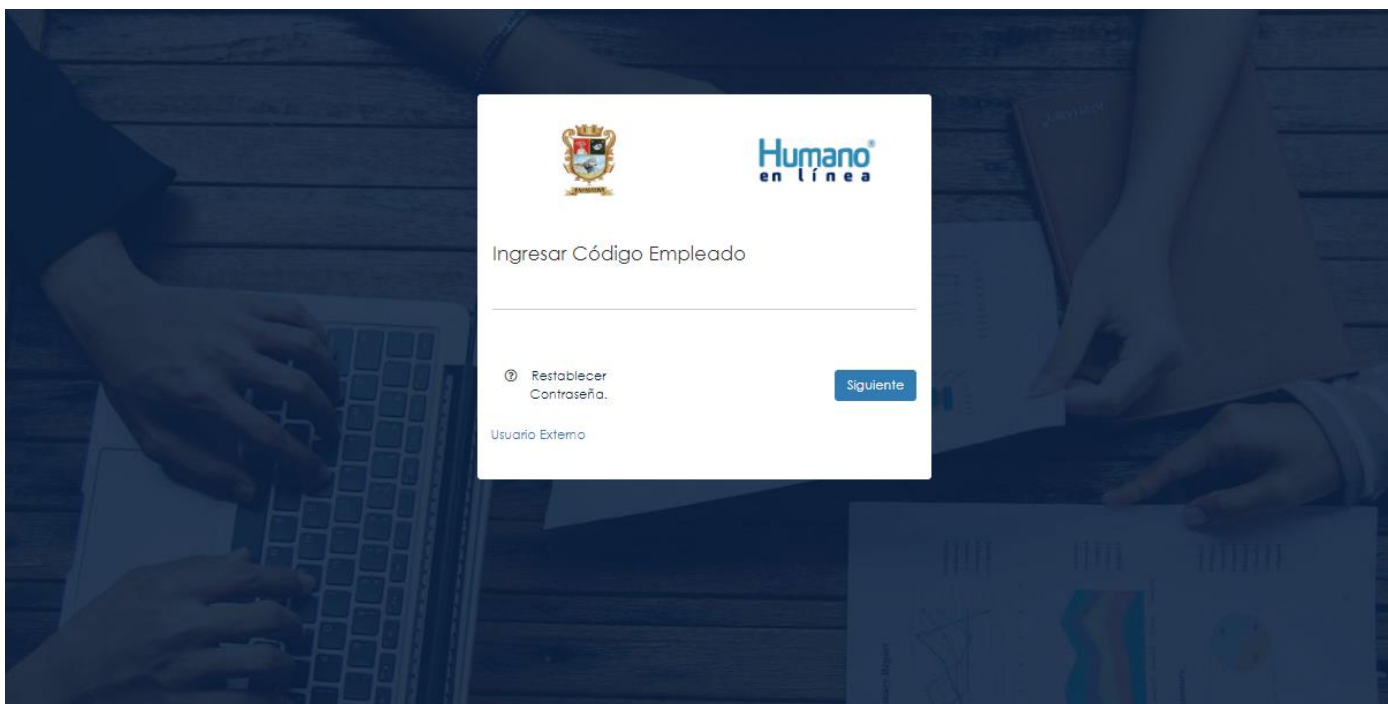 Humano®
en línea
Ingresar Código Empleado
Restablecer
Contraseña.
Siguiente
Usuario Externo